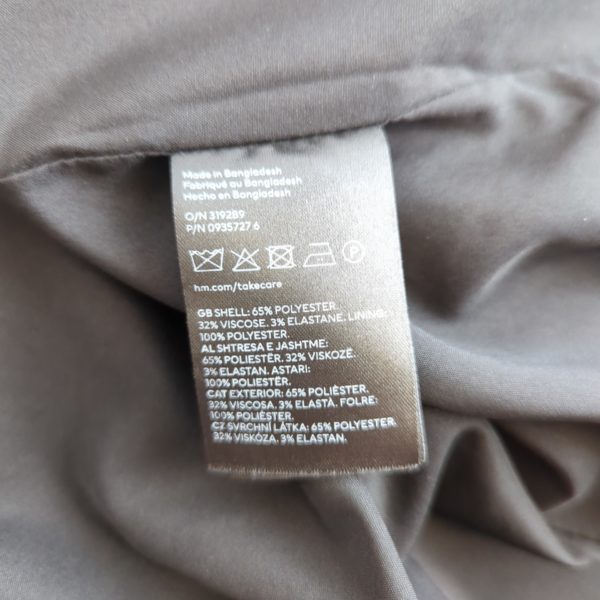 Made in Bangladesh
Fabriqué au Bangladesh
Hecho en Bangladesh
O/N 319289
P/N 0935727 6
P
hm.com/takecare
GB SHELL: 65% POLYESTER.
32% VISCOSE. 3% ELASTANE. LINING:
100% POLYESTER.
AL SHTRESA E JASHTME:
65% POLIESTËR. 32% VISKOZË.
3% ELASTAN. ASTARI:
100% POLIESTËR.
CAT EXTERIOR: 65% POLIÈSTER.
32% VISCOSA. 3% ELASTÀ. FOLRE:
100% POLIÈSTER.
CZ SVRCHNÍ LÁTKA: 65% POLYESTER.
32% VISKÓZA. 3% ELASTAN.